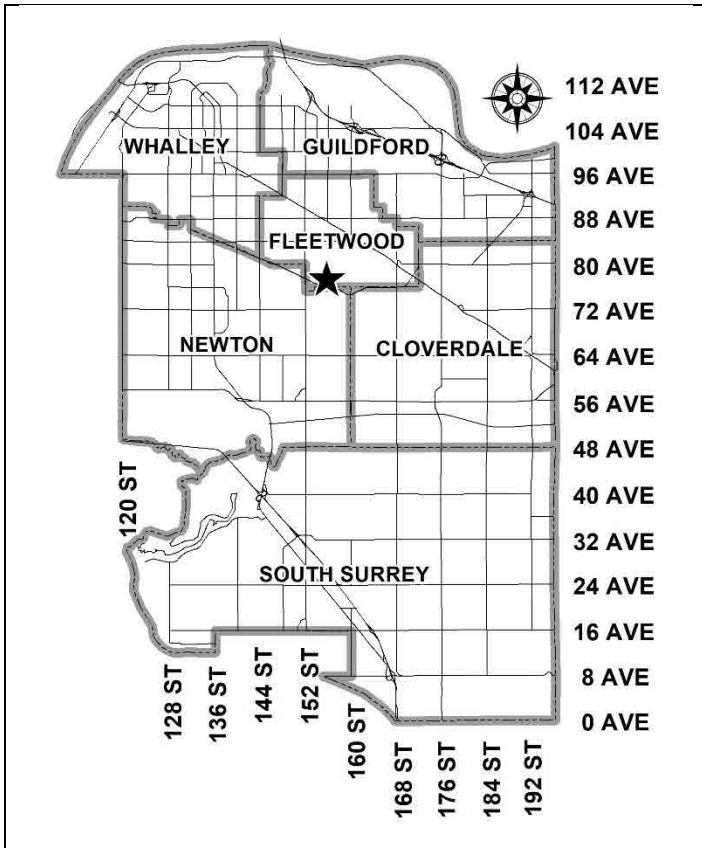 112 AVE
104 AVE
WHALLEY
GUILDFORD
96 AVE
88 AVE
FLEETWOOD
80 AVE
72 AVE
NEWTON
CLOVERDALE
64 AVE
56 AVE
48 AVE
120 ST
40 AVE
32 AVE
SOUTH SURREY
24 AVE
16 AVE
128 ST
136 ST
144 ST
152 ST
8 AVE
160 ST
0 AVE
168 ST
176 ST
184 ST
192 ST